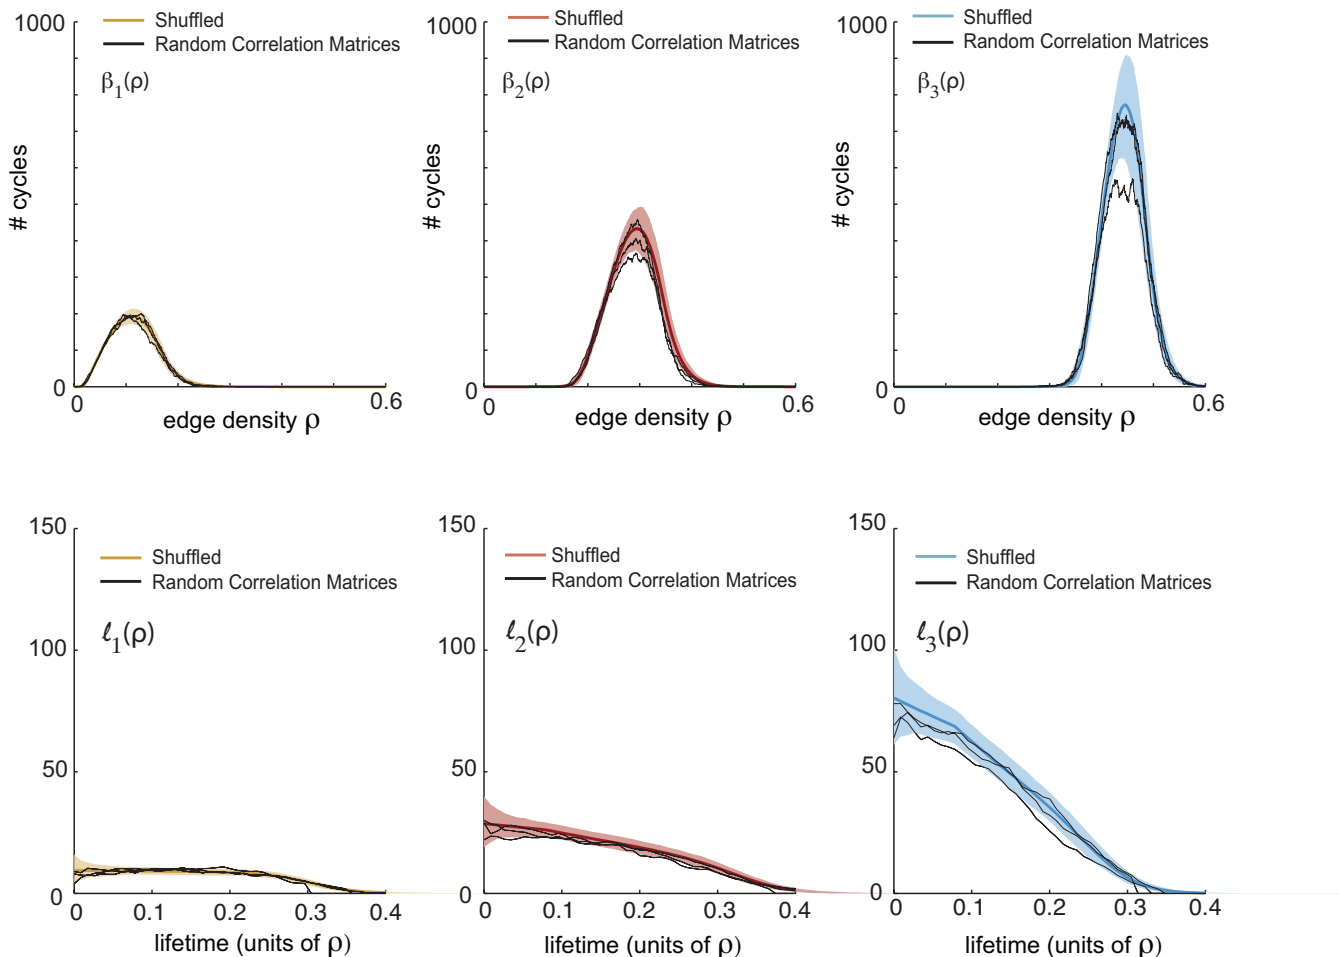 1000
Shuffled
Random Correlation Matrices
β1(ρ)
# cycles
0
0
0.6
edge density ρ
1000
Shuffled
Random Correlation Matrices
β2(ρ)
# cycles
0
0
0.6
edge density ρ
1000
Shuffled
Random Correlation Matrices
β3(ρ)
# cycles
0
0
0.6
edge density ρ
150
Shuffled
Random Correlation Matrices
100
ℓ1(ρ)
50
0
0 0.1 0.2 0.3 0.4
lifetime (units of ρ)
150
Shuffled
Random Correlation Matrices
100
ℓ2(ρ)
50
0
0 0.1 0.2 0.3 0.4
lifetime (units of ρ)
150
Shuffled
Random Correlation Matrices
100
ℓ3(ρ)
50
0
0 0.1 0.2 0.3 0.4
lifetime (units of ρ)